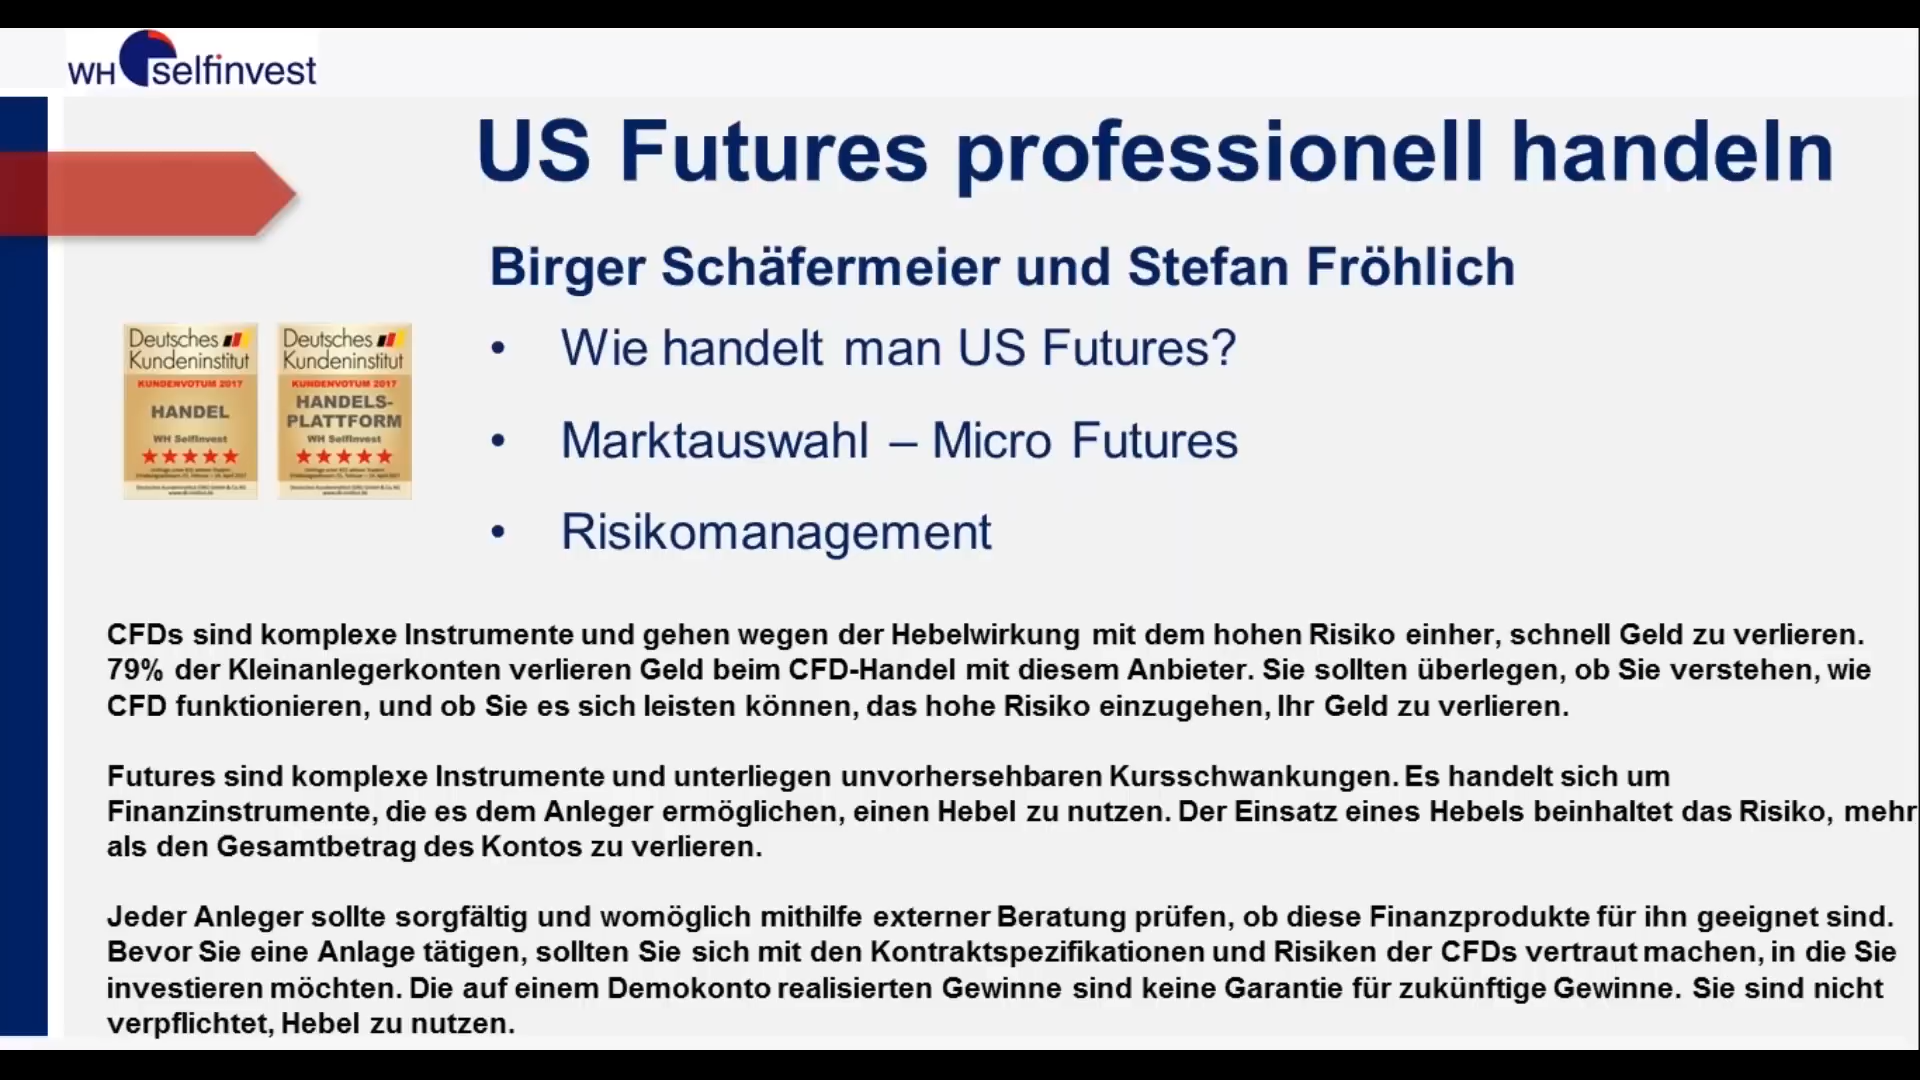 WH selfinvest
US Futures professionell handeln
Birger Schäfermeier und Stefan Fröhlich
• Wie handelt man US Futures?
• Marktauswahl – Micro Futures
• Risikomanagement
Deutsches
Kundeninstitut
KUNDENVOTUM 2017
HANDEL
WH SelfInvest
Deutsches
Kundeninstitut
KUNDENVOTUM 2017
HANDELS-
PLATTFORM
WH SelfInvest
CFDs sind komplexe Instrumente und gehen wegen der Hebelwirkung mit dem hohen Risiko einher, schnell Geld zu verlieren.
79% der Kleinanlegerkonten verlieren Geld beim CFD-Handel mit diesem Anbieter. Sie sollten überlegen, ob Sie verstehen, wie
CFD funktionieren, und ob Sie es sich leisten können, das hohe Risiko einzugehen, Ihr Geld zu verlieren.
Futures sind komplexe Instrumente und unterliegen unvorhersehbaren Kursschwankungen. Es handelt sich um
Finanzinstrumente, die es dem Anleger ermöglichen, einen Hebel zu nutzen. Der Einsatz eines Hebels beinhaltet das Risiko, mehr
als den Gesamtbetrag des Kontos zu verlieren.
Jeder Anleger sollte sorgfältig und womöglich mithilfe externer Beratung prüfen, ob diese Finanzprodukte für ihn geeignet sind.
Bevor Sie eine Anlage tätigen, sollten Sie sich mit den Kontraktspezifikationen und Risiken der CFDs vertraut machen, in die Sie
investieren möchten. Die auf einem Demokonto realisierten Gewinne sind keine Garantie für zukünftige Gewinne. Sie sind nicht
verpflichtet, Hebel zu nutzen.